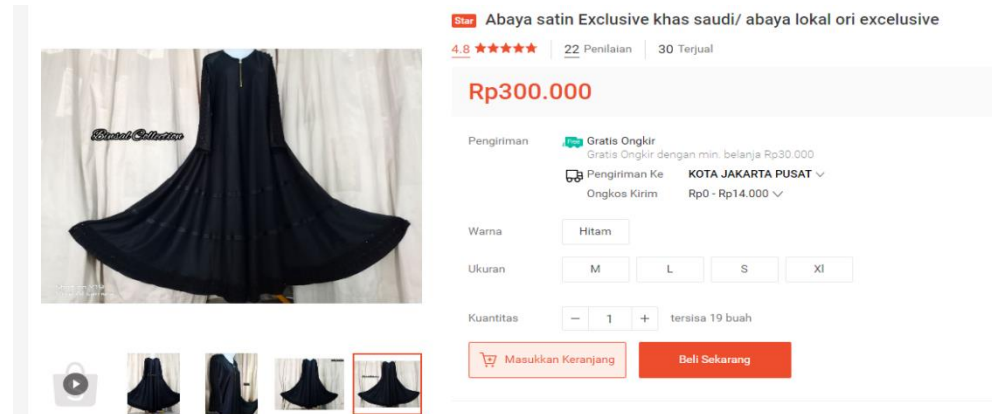 Star Abaya satin Exclusive khas saudi/ abaya lokal ori excelusive
4.8 22 Penilaian 30 Terjual
Rp300.000
Pengiriman Free Gratis Ongkir
Gratis Ongkir dengan min. belanja Rp30.000
Pengiriman Ke KOTA JAKARTA PUSAT
Ongkos Kirim Rp0 - Rp14.000
Warna Hitam
Ukuran M L S Xl
Kuantitas − 1 + tersisa 19 buah
Masukkan Keranjang Beli Sekarang
Collection